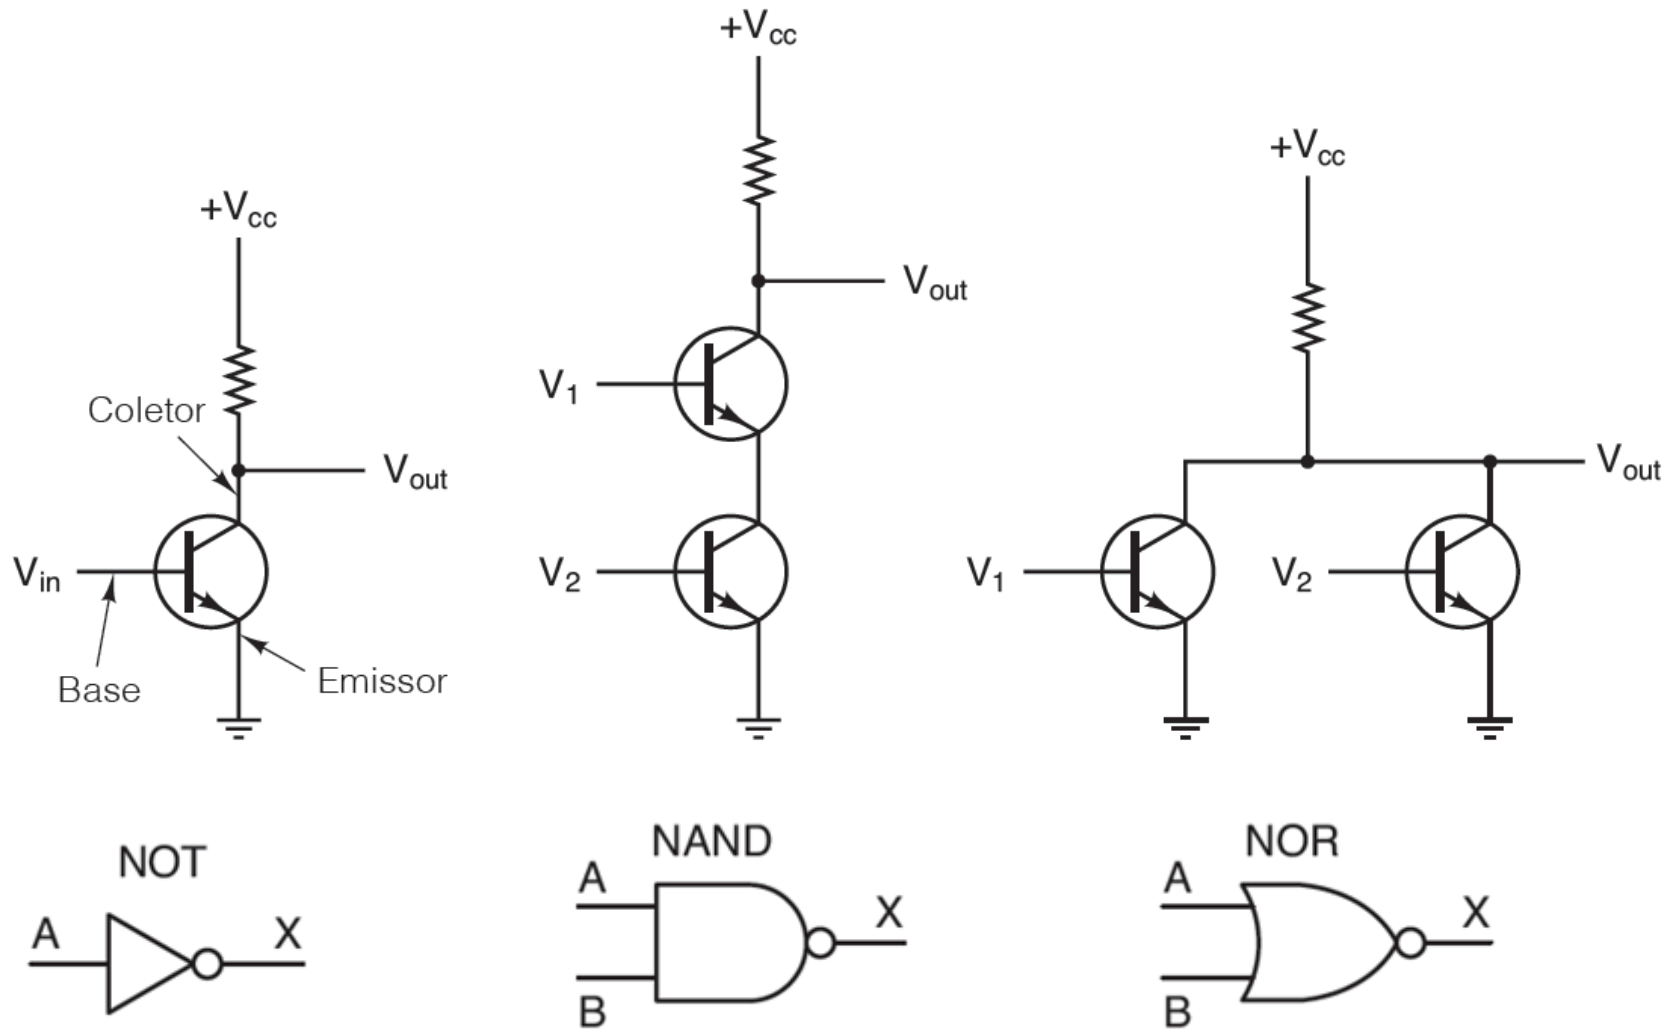 +Vcc
Coletor
Vout
Vin
Base
Emissor
+Vcc
Vout
V1
V2
+Vcc
Vout
V1
V2
NOT
A
X
NAND
A
X
B
NOR
A
X
B